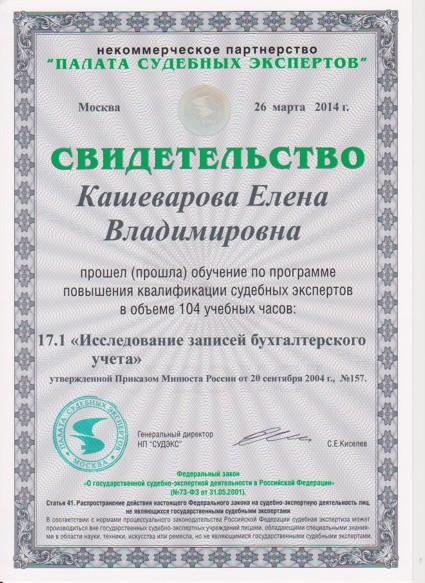 некоммерческое партнерство
"ПАЛАТА СУДЕБНЫХ ЭКСПЕРТОВ"
Москва 26 марта 2014 г.
СВИДЕТЕЛЬСТВО
Кашеварова Елена
Владимировна
прошел (прошла) обучение по программе
повышения квалификации судебных экспертов
в объеме 104 учебных часов:
17.1 «Исследование записей бухгалтерского
учета»
утвержденной Приказом Минюста России от 20 сентября 2004 г., №157.
ПАЛАТА СУДЕБНЫХ ЭКСПЕРТОВ
МОСКВА
Генеральный директор
НП "СУДЭКС"
С.Е.Киселев
Федеральный закон
«О государственной судебно-экспертной деятельности в Российской Федерации»
(№73-ФЗ от 31.05.2001).
Статья 41. Распространение действия настоящего Федерального закона на судебно-экспертную деятельность лиц,
не являющихся государственными судебными экспертами
В соответствии с нормами процессуального законодательства Российской Федерации судебная экспертиза может
производиться вне государственных судебно-экспертных учреждений лицами, обладающими специальными знания-
ми в области науки, техники, искусства или ремесла, но не являющимися государственными судебными экспертами.